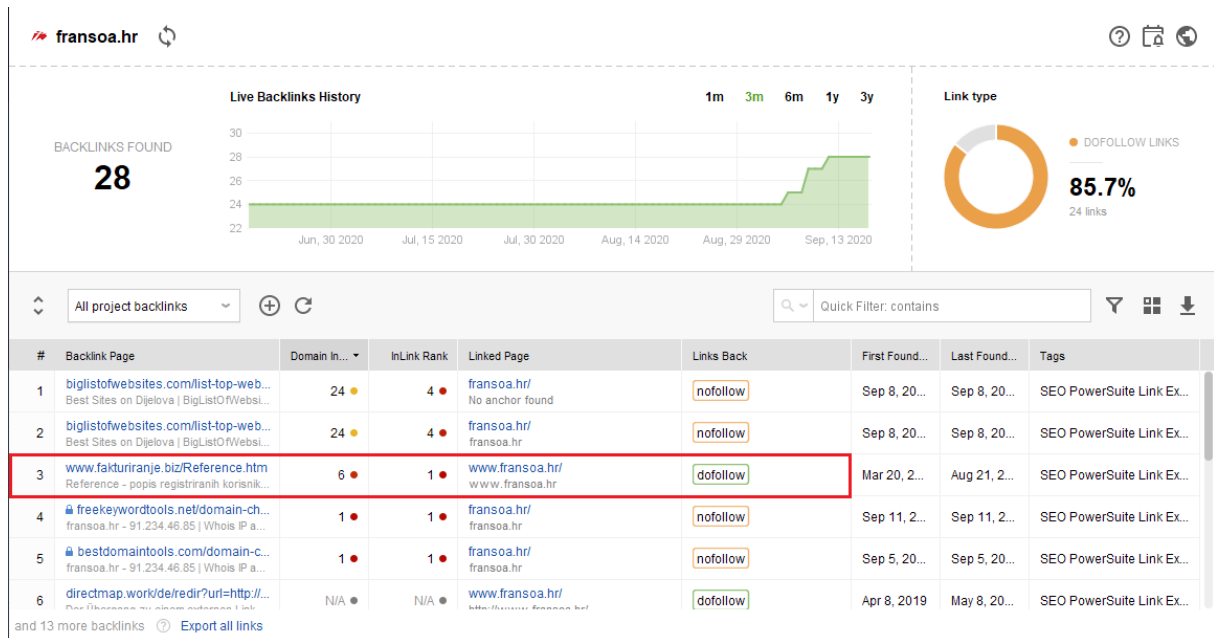 fransoa.hr
Live Backlinks History
1m 3m 6m 1y 3y
Link type
BACKLINKS FOUND
28
30
28
26
24
22
Jun, 30 2020 Jul, 15 2020 Jul, 30 2020 Aug, 14 2020 Aug, 29 2020 Sep, 13 2020
DOFOLLOW LINKS
85.7%
24 links
All project backlinks
Quick Filter: contains
# Backlink Page Domain In... InLink Rank Linked Page Links Back First Found... Last Found... Tags
1 biglistofwebsites.com/list-top-web... 24 4 fransoa.hr/ nofollow Sep 8, 20... Sep 8, 20... SEO PowerSuite Link Ex...
Best Sites on Dijelova | BigListOfWebsi... No anchor found
2 biglistofwebsites.com/list-top-web... 24 4 fransoa.hr/ nofollow Sep 8, 20... Sep 8, 20... SEO PowerSuite Link Ex...
Best Sites on Dijelova | BigListOfWebsi... fransoa.hr
3 www.fakturiranje.biz/Reference.htm 6 1 www.fransoa.hr/ dofollow Mar 20, 2... Aug 21, 2... SEO PowerSuite Link Ex...
Reference - popis registriranih korisnik... www.fransoa.hr
4 freekeywordtools.net/domain-ch... 1 1 fransoa.hr/ nofollow Sep 11, 2... Sep 11, 2... SEO PowerSuite Link Ex...
fransoa.hr - 91.234.46.85 | Whois IP a... fransoa.hr
5 bestdomaintools.com/domain-c... 1 1 fransoa.hr/ nofollow Sep 5, 20... Sep 5, 20... SEO PowerSuite Link Ex...
fransoa.hr - 91.234.46.85 | Whois IP a... fransoa.hr
6 directmap.work/de/redir?url=http://... N/A N/A www.fransoa.hr/ dofollow Apr 8, 2019 May 8, 20... SEO PowerSuite Link Ex...
Der Übergang zu einem externen Link http://www.fransoa.hr/
and 13 more backlinks Export all links